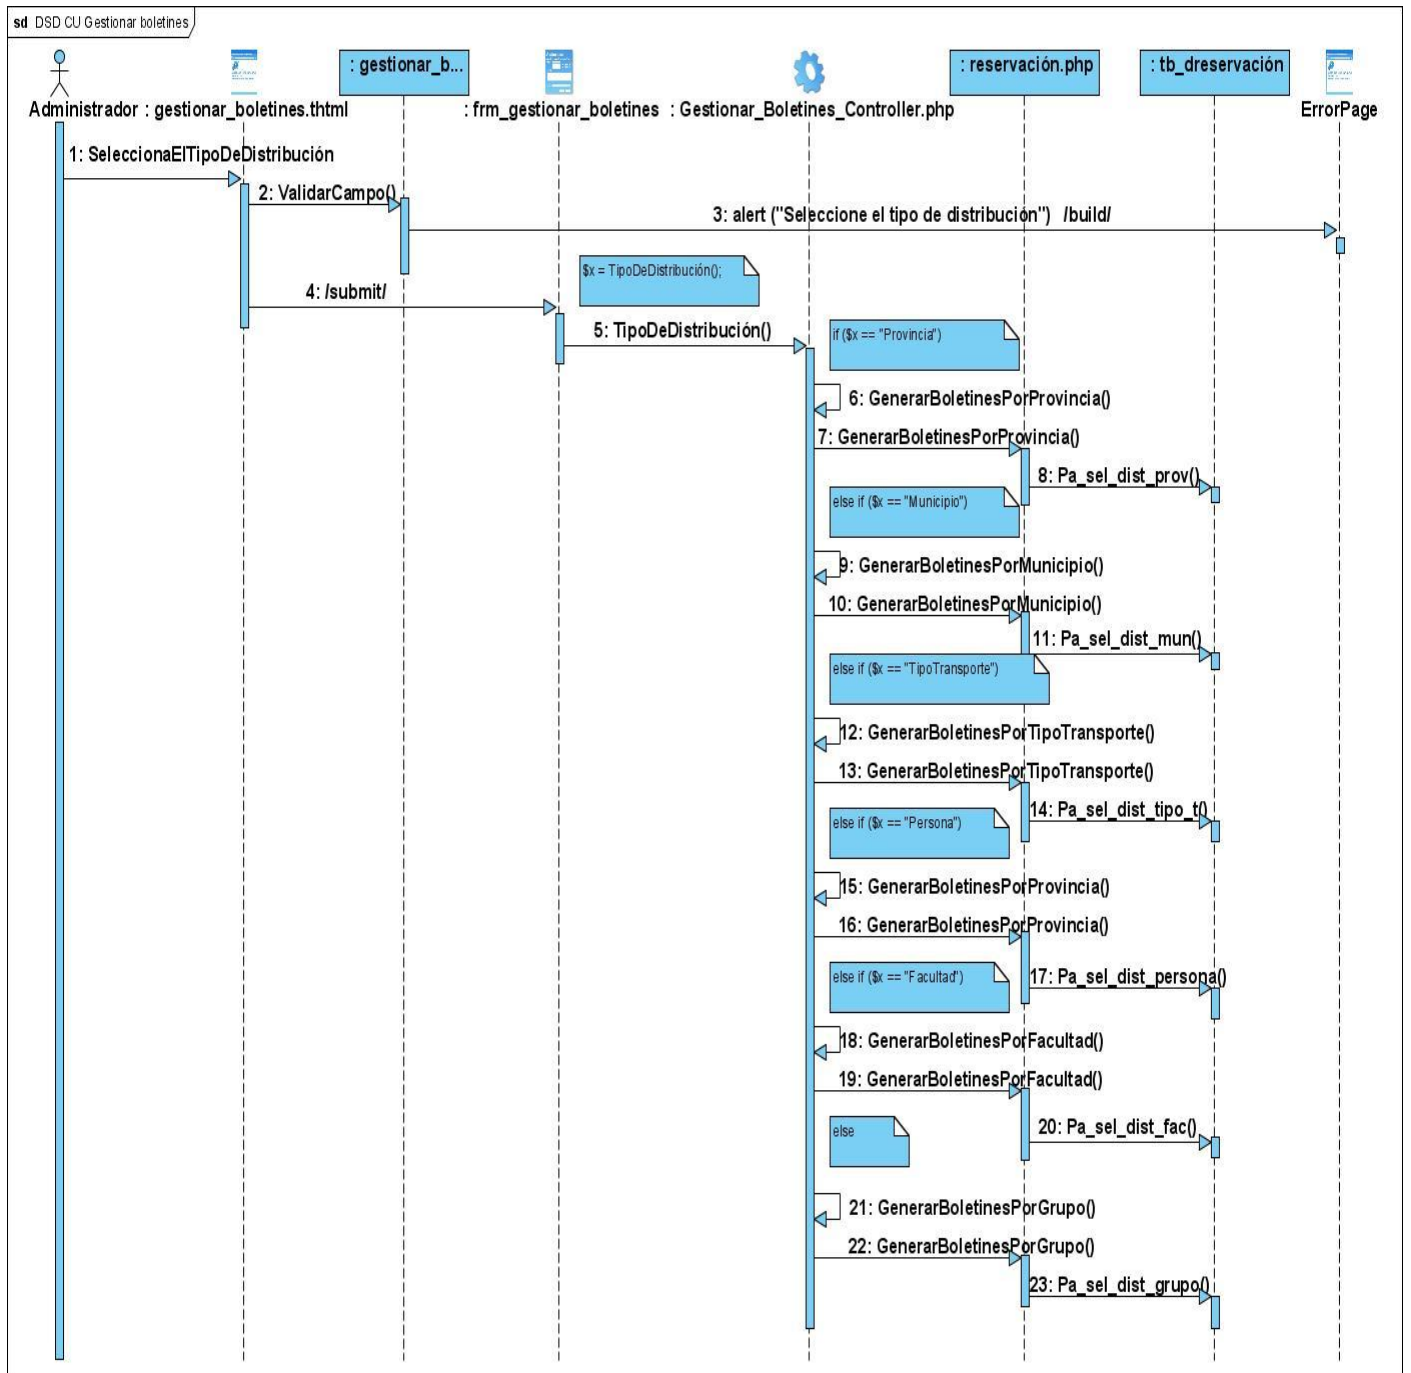 sd DSD CU Gestionar boletines
: gestionar_b...
: reservación.php
: tb_dreservación
Administrador
: gestionar_boletines.thtml
: frm_gestionar_boletines
: Gestionar_Boletines_Controller.php
ErrorPage
1: SeleccionaElTipoDeDistribución
2: ValidarCampo()
3: alert ("Seleccione el tipo de distribución") /build/
$x = TipoDeDistribución();
4: /submit/
5: TipoDeDistribución()
if ($x == "Provincia")
6: GenerarBoletinesPorProvincia()
7: GenerarBoletinesPorProvincia()
8: Pa_sel_dist_prov()
else if ($x == "Municipio")
9: GenerarBoletinesPorMunicipio()
10: GenerarBoletinesPorMunicipio()
11: Pa_sel_dist_mun()
else if ($x == "TipoTransporte")
12: GenerarBoletinesPorTipoTransporte()
13: GenerarBoletinesPorTipoTransporte()
14: Pa_sel_dist_tipo_t()
else if ($x == "Persona")
15: GenerarBoletinesPorProvincia()
16: GenerarBoletinesPorProvincia()
17: Pa_sel_dist_persona()
else if ($x == "Facultad")
18: GenerarBoletinesPorFacultad()
19: GenerarBoletinesPorFacultad()
20: Pa_sel_dist_fac()
else
21: GenerarBoletinesPorGrupo()
22: GenerarBoletinesPorGrupo()
23: Pa_sel_dist_grupo()